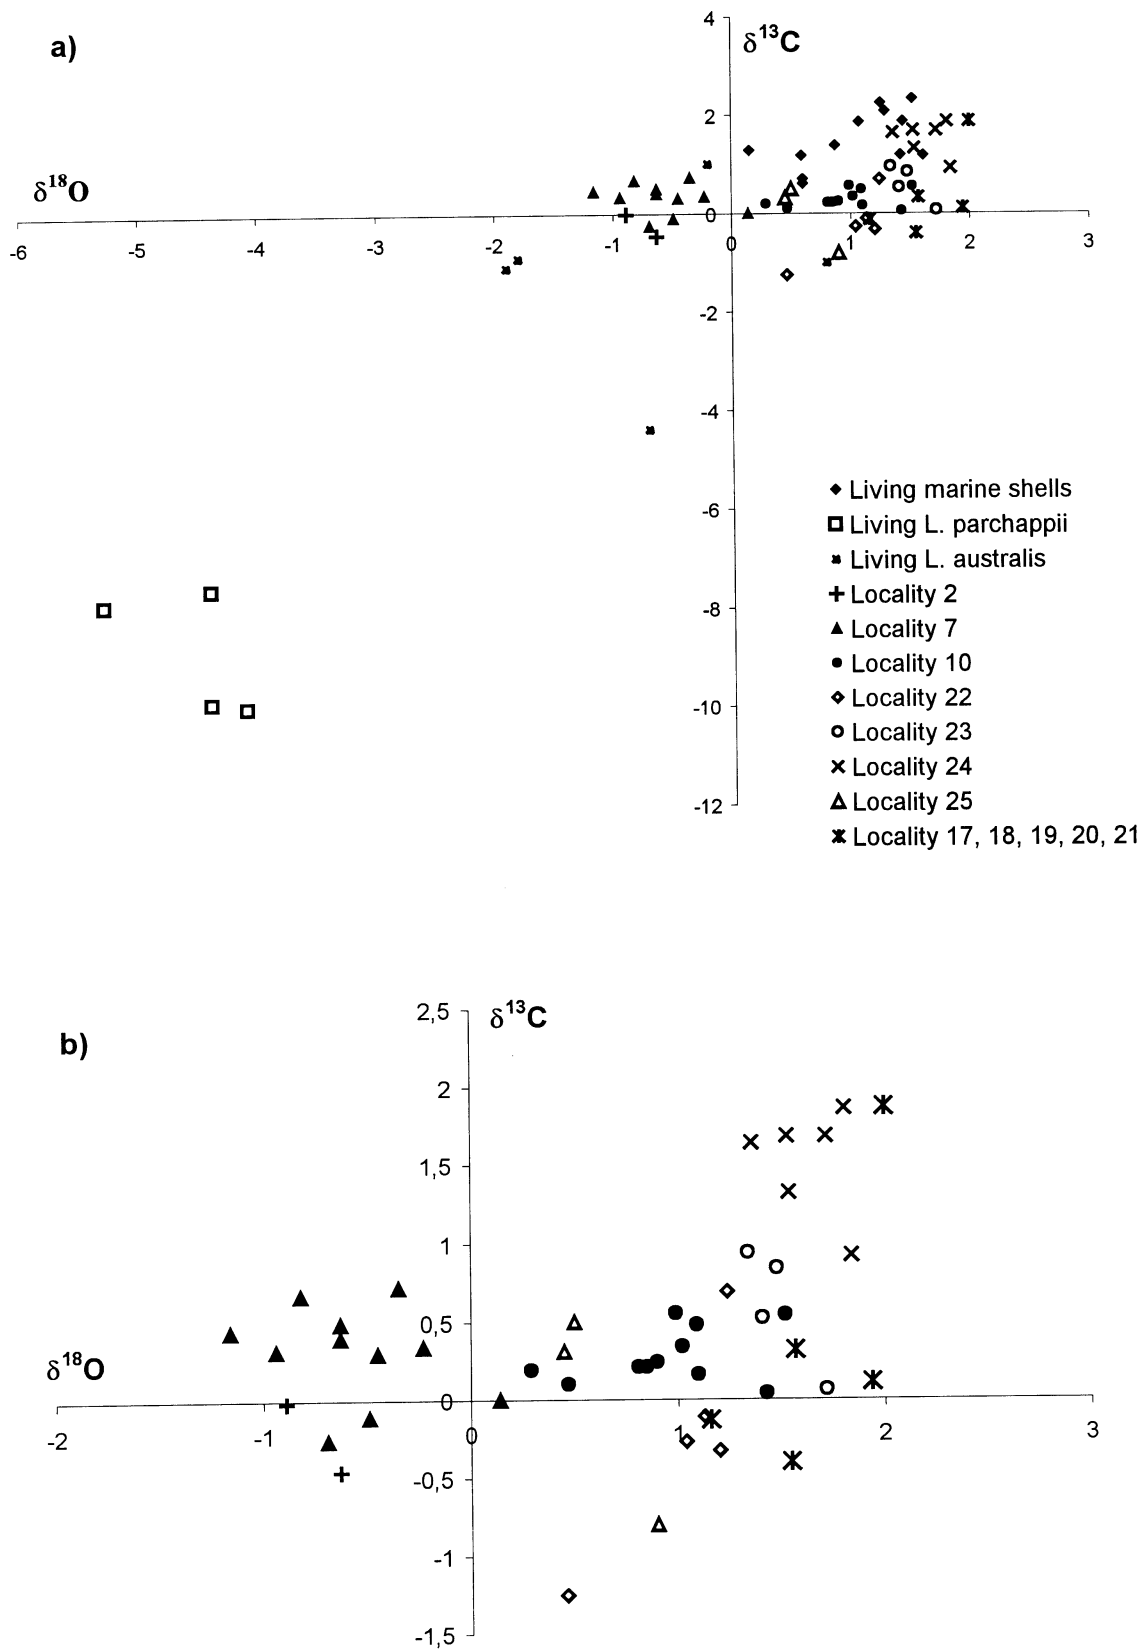 a)
4
δ13C
2
δ18O
0
-6
-5
-4
-3
-2
-1
0
1
2
3
-2
-4
-6
-8
-10
-12
Living marine shells
Living L. parchappii
Living L. australis
Locality 2
Locality 7
Locality 10
Locality 22
Locality 23
Locality 24
Locality 25
Locality 17, 18, 19, 20, 21
b)
2,5
δ13C
2
1,5
1
0,5
δ18O
0
-2
-1
0
1
2
3
-0,5
-1
-1,5